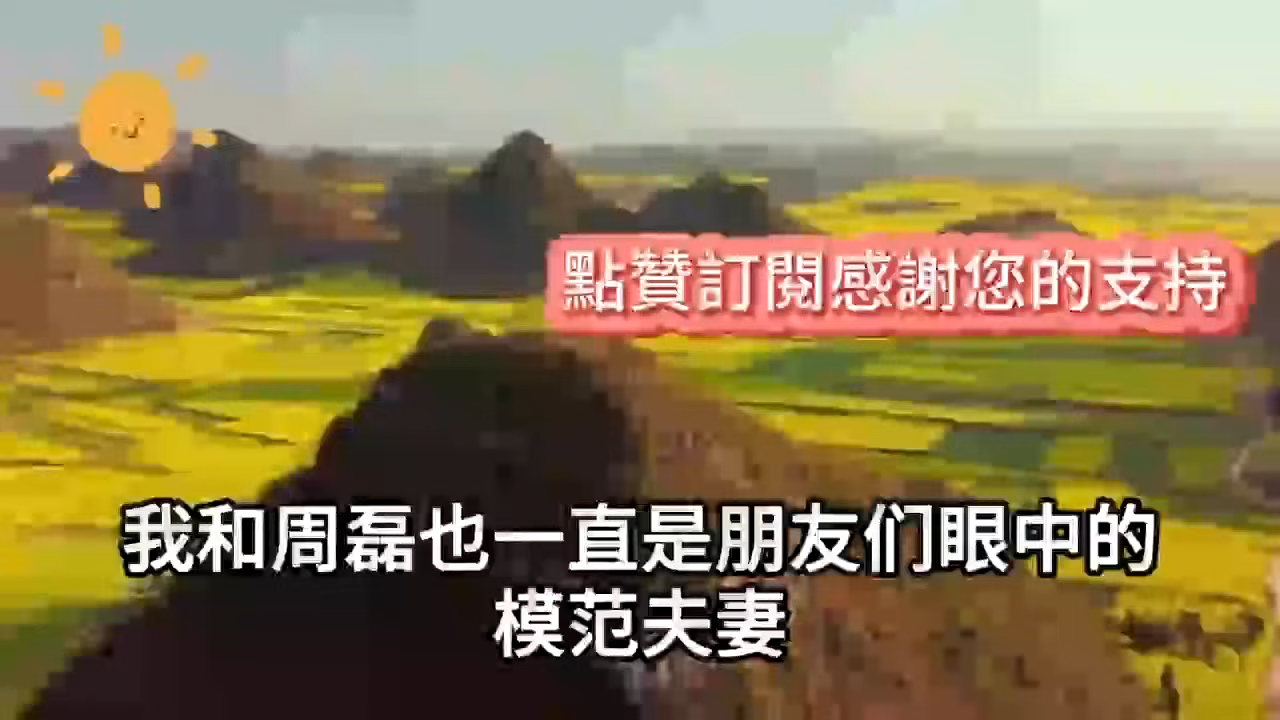 點贊訂閱感謝您的支持
我和周磊也一直是朋友们眼中的
模范夫妻